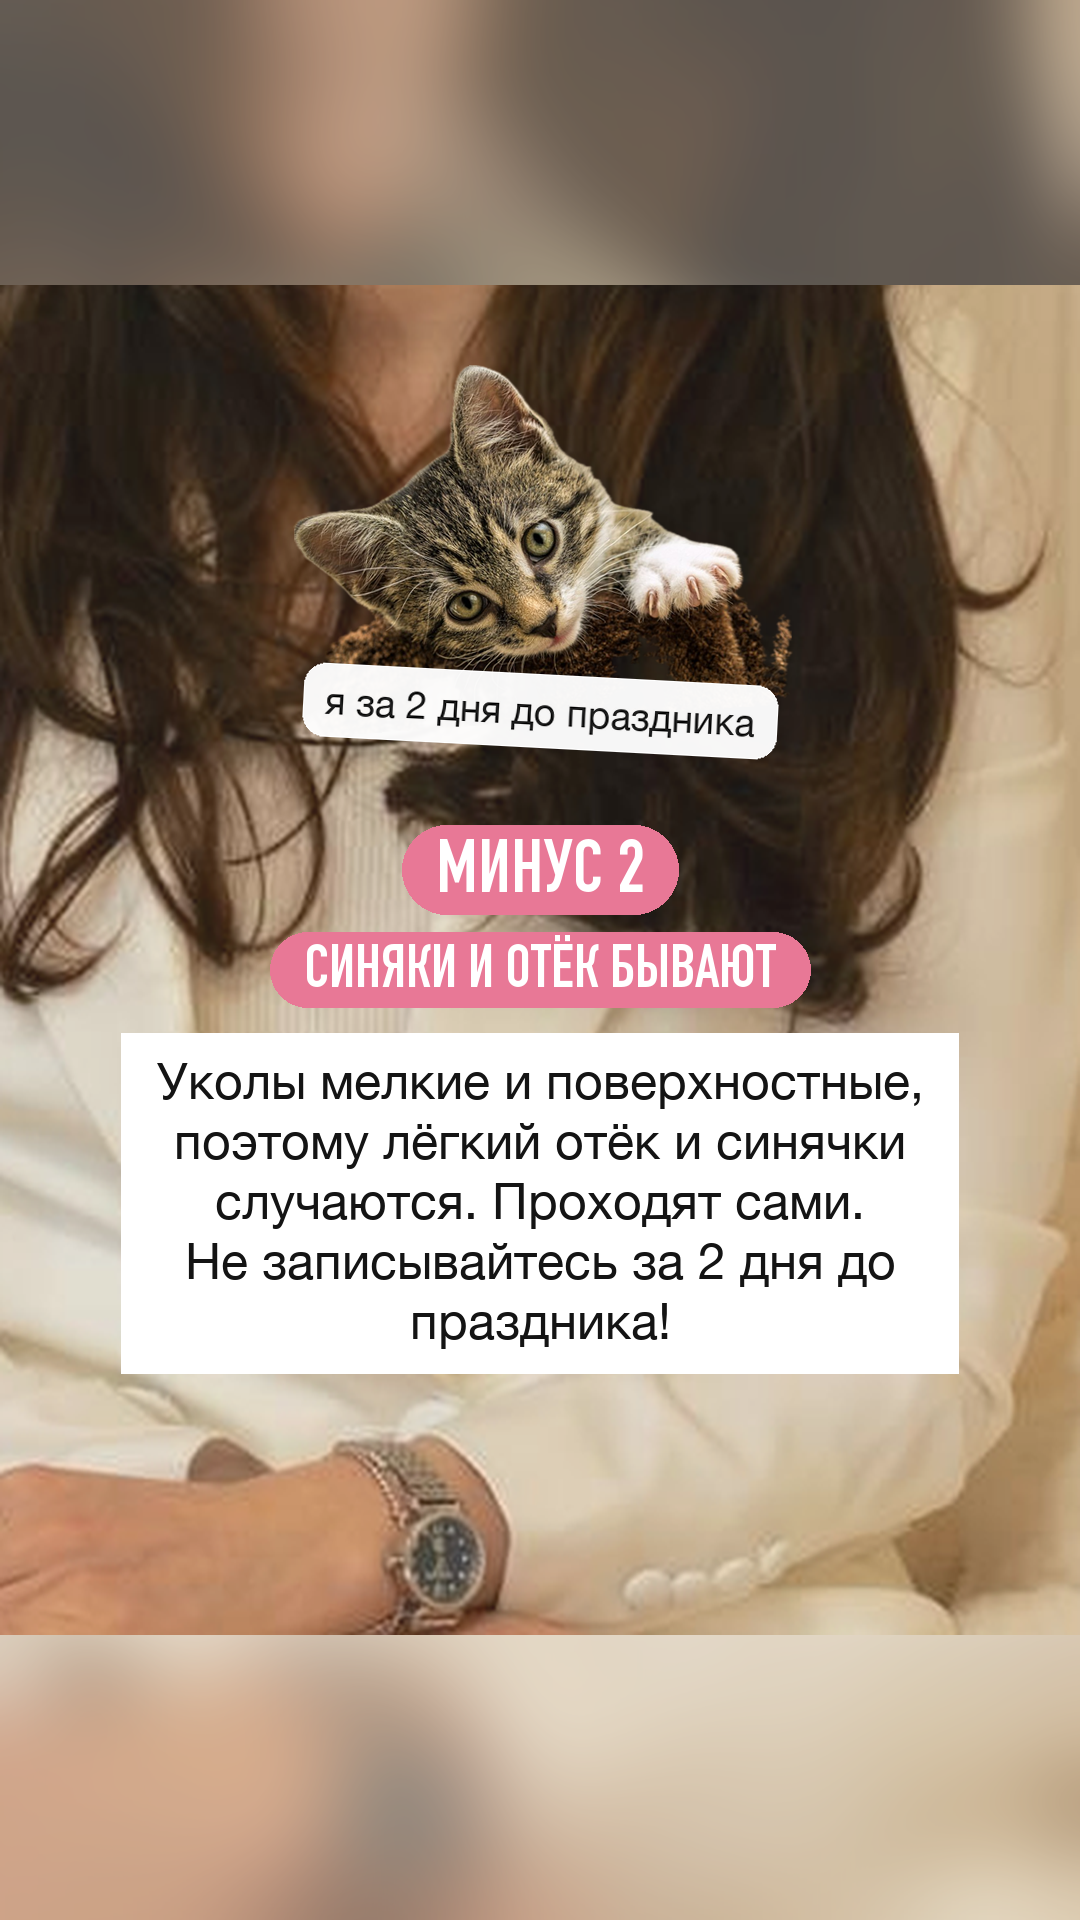 я за 2 дня до праздника
МИНУС 2
СИНЯКИ И ОТЁК БЫВАЮТ
Уколы мелкие и поверхностные,
поэтому лёгкий отёк и синячки
случаются. Проходят сами.
Не записывайтесь за 2 дня до
праздника!